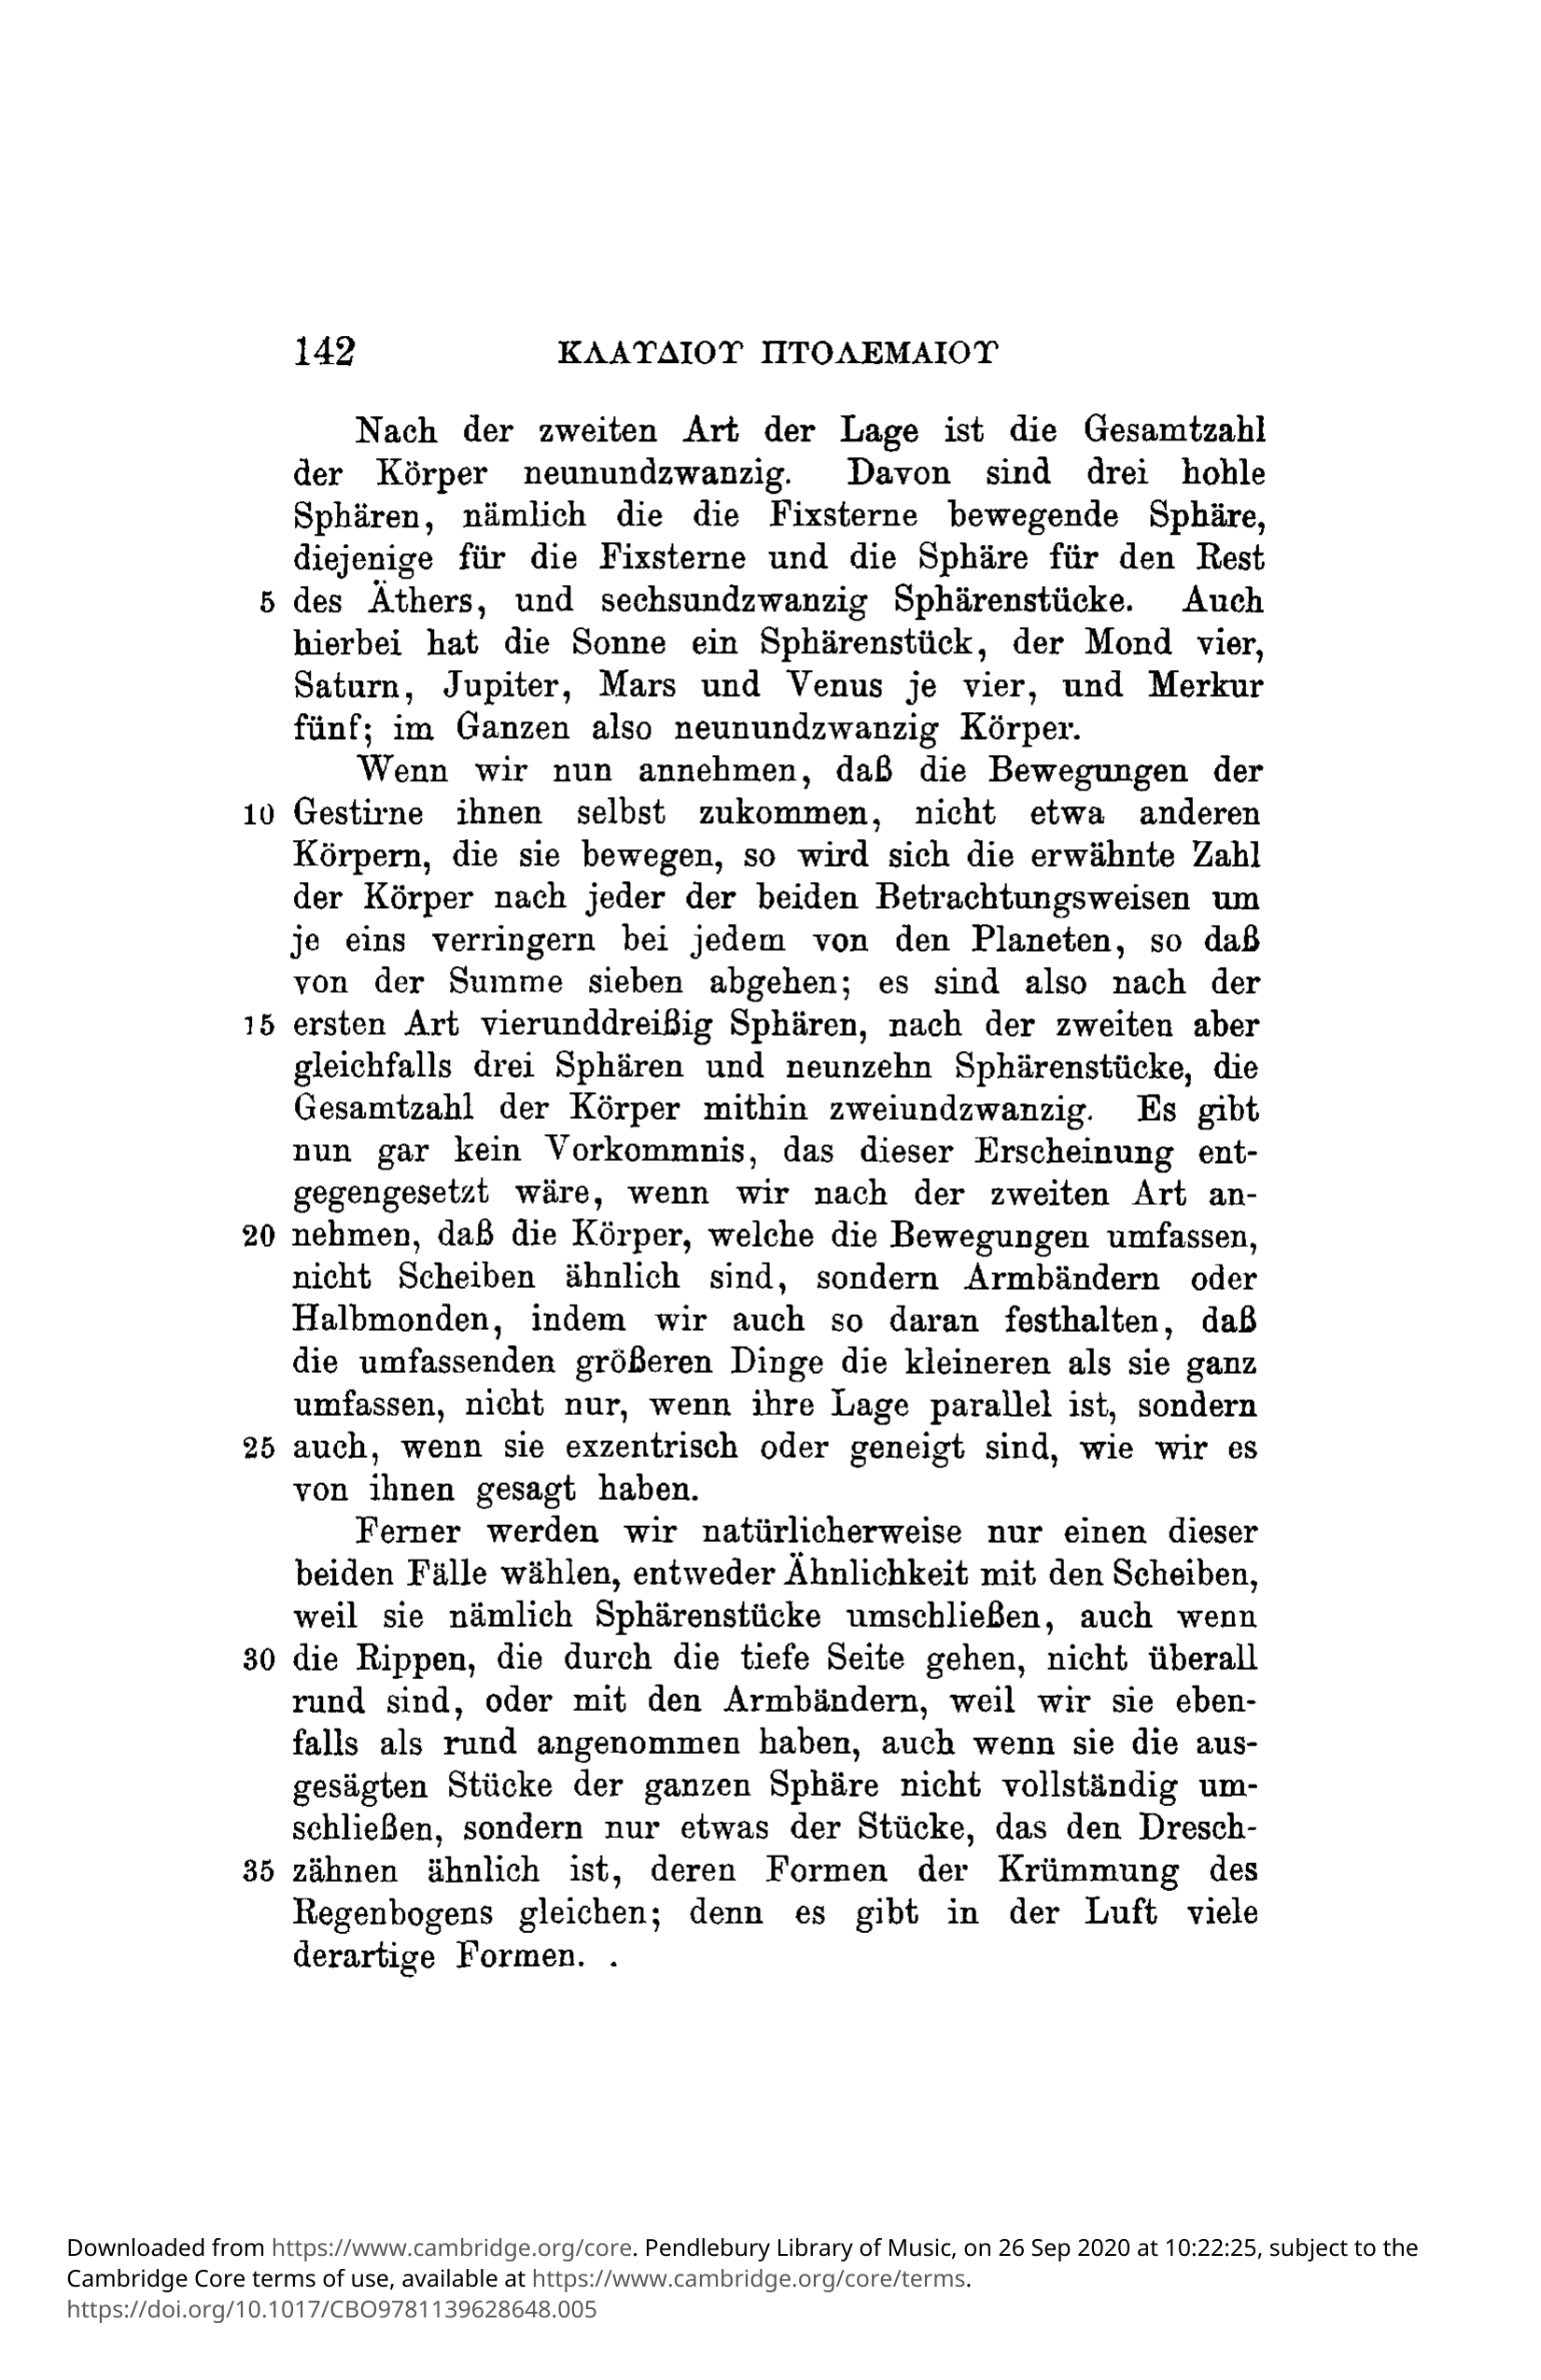 142 ΚΛΑΥΔΙΟΥ ΠΤΟΛΕΜΑΙΟΥ
Nach der zweiten Art der Lage ist die Gesamtzahl
der Körper neunundzwanzig. Davon sind drei hohle
Sphären, nämlich die die Fixsterne bewegende Sphäre,
diejenige für die Fixsterne und die Sphäre für den Rest
5 des Äthers, und sechsundzwanzig Sphärenstücke. Auch
hierbei hat die Sonne ein Sphärenstück, der Mond vier,
Saturn, Jupiter, Mars und Venus je vier, und Merkur
fünf; im Ganzen also neunundzwanzig Körper.
Wenn wir nun annehmen, daß die Bewegungen der
10 Gestirne ihnen selbst zukommen, nicht etwa anderen
Körpern, die sie bewegen, so wird sich die erwähnte Zahl
der Körper nach jeder der beiden Betrachtungsweisen um
je eins verringern bei jedem von den Planeten, so daß
von der Summe sieben abgehen; es sind also nach der
15 ersten Art vierunddreißig Sphären, nach der zweiten aber
gleichfalls drei Sphären und neunzehn Sphärenstücke, die
Gesamtzahl der Körper mithin zweiundzwanzig. Es gibt
nun gar kein Vorkommnis, das dieser Erscheinung ent-
gegengesetzt wäre, wenn wir nach der zweiten Art an-
20 nehmen, daß die Körper, welche die Bewegungen umfassen,
nicht Scheiben ähnlich sind, sondern Armbändern oder
Halbmonden, indem wir auch so daran festhalten, daß
die umfassenden größeren Dinge die kleineren als sie ganz
umfassen, nicht nur, wenn ihre Lage parallel ist, sondern
25 auch, wenn sie exzentrisch oder geneigt sind, wie wir es
von ihnen gesagt haben.
Ferner werden wir natürlicherweise nur einen dieser
beiden Fälle wählen, entweder Ähnlichkeit mit den Scheiben,
weil sie nämlich Sphärenstücke umschließen, auch wenn
30 die Rippen, die durch die tiefe Seite gehen, nicht überall
rund sind, oder mit den Armbändern, weil wir sie eben-
falls als rund angenommen haben, auch wenn sie die aus-
gesägten Stücke der ganzen Sphäre nicht vollständig um-
schließen, sondern nur etwas der Stücke, das den Dresch-
35 zähnen ähnlich ist, deren Formen der Krümmung des
Regenbogens gleichen; denn es gibt in der Luft viele
derartige Formen. .
Downloaded from https://www.cambridge.org/core. Pendlebury Library of Music, on 26 Sep 2020 at 10:22:25, subject to the
Cambridge Core terms of use, available at https://www.cambridge.org/core/terms.
https://doi.org/10.1017/CBO9781139628648.005